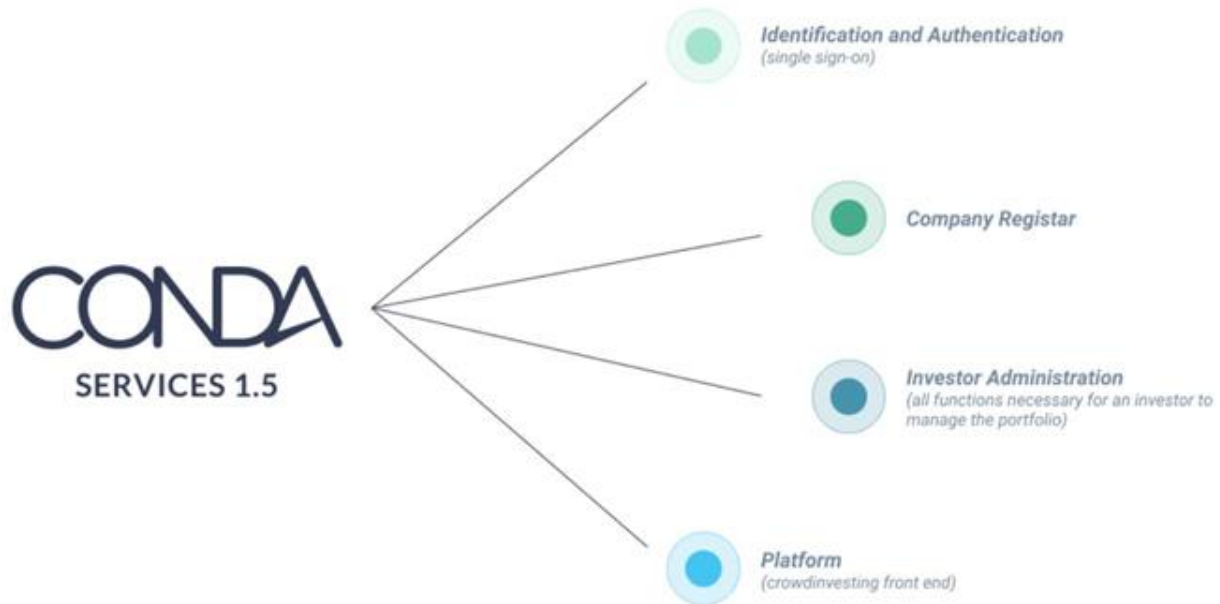 Identification and Authentication
(single sign-on)
Company Registar
CONDA
SERVICES 1.5
Investor Administration
(all functions necessary for an investor to
manage the portfolio)
Platform
(crowdinvesting front end)